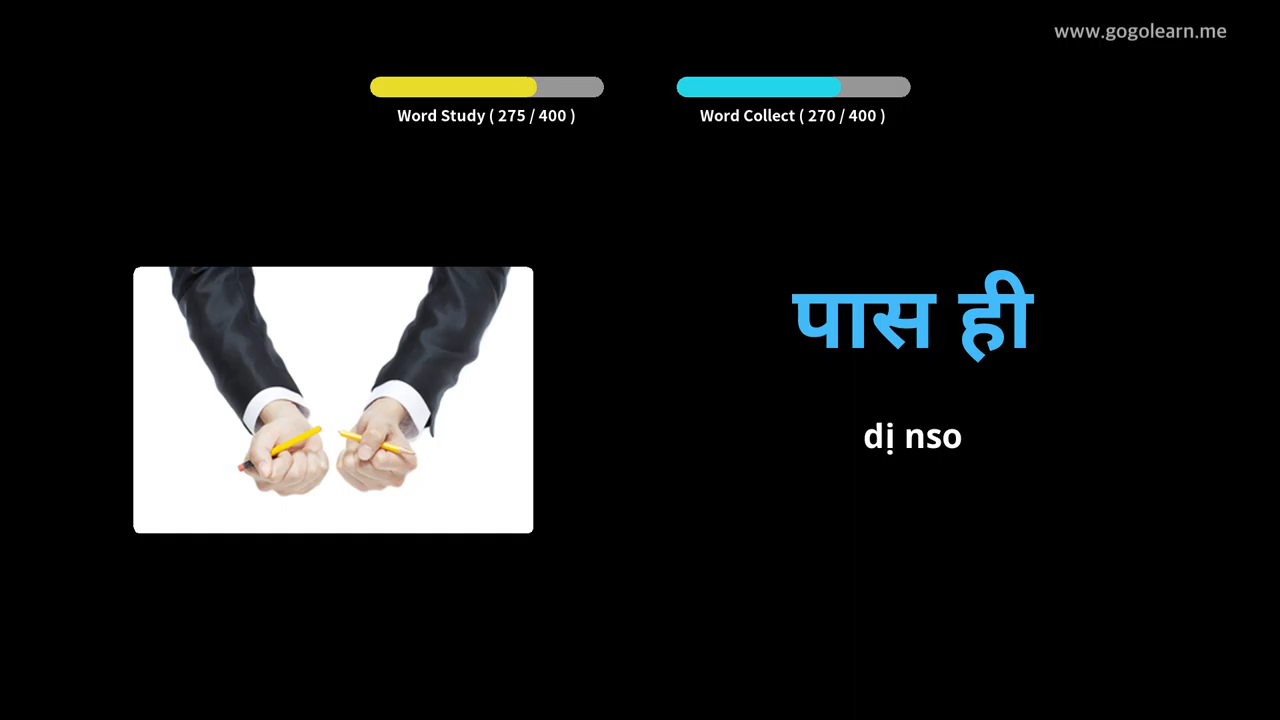 www.gogolearn.me
Word Study ( 275 / 400 )
Word Collect ( 270 / 400 )
पास ही
dị nso